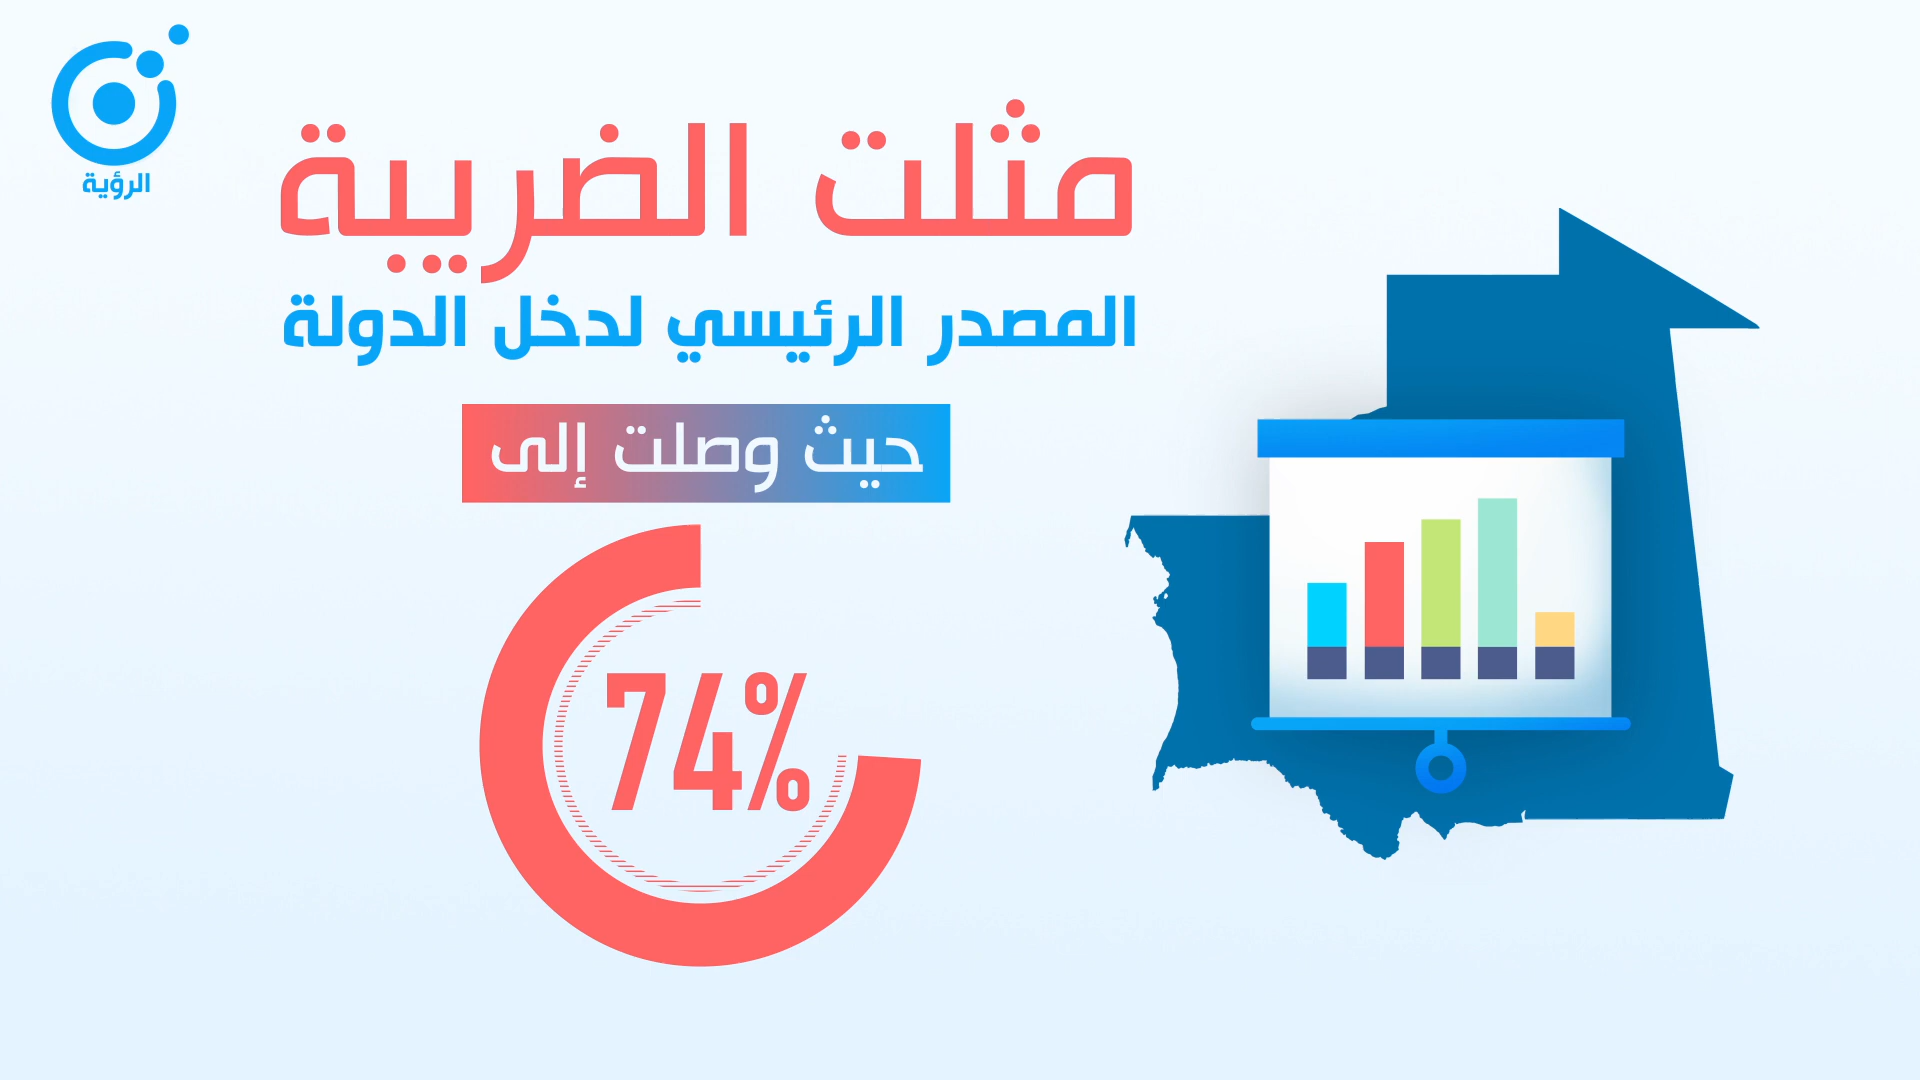 الرؤية
مثلت الضريبة
المصدر الرئيسي لدخل الدولة
حيث وصلت إلى
74%